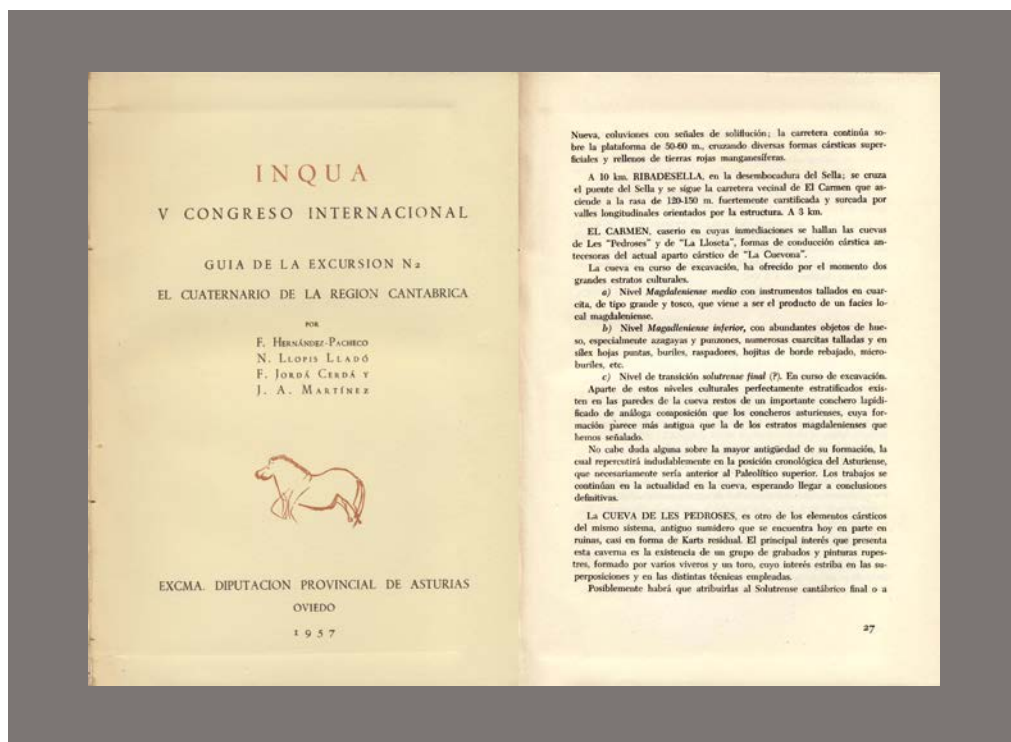 INQUA
V CONGRESO INTERNACIONAL
GUIA DE LA EXCURSION N2
EL CUATERNARIO DE LA REGION CANTABRICA
POR
F. HERNÁNDEZ-PACHECO
N. LLOPIS LLADÓ
F. JORDÁ CERDÁ Y
J. A. MARTÍNEZ
EXCMA. DIPUTACION PROVINCIAL DE ASTURIAS
OVIEDO
1957
Nueva, coluviones con señales de soliflución; la carretera continúa so-
bre la plataforma de 50-60 m., cruzando diversas formas cársticas super-
ficiales y rellenos de tierras rojas manganesíferas.
A 10 km. RIBADESELLA, en la desembocadura del Sella; se cruza
el puente del Sella y se sigue la carretera vecinal de El Carmen que as-
ciende a la rasa de 120-150 m. fuertemente carstificada y surcada por
valles longitudinales orientados por la estructura. A 3 km.
EL CARMEN, caserio en cuyas inmediaciones se hallan las cuevas
de Les "Pedroses" y de "La Lloseta", formas de conducción cárstica an-
tecesoras del actual aparto cárstico de "La Cuevona".
La cueva en curso de excavación, ha ofrecido por el momento dos
grandes estratos culturales.
a) Nivel Magdaleniense medio con instrumentos tallados en cuar-
cita, de tipo grande y tosco, que viene a ser el producto de un facies lo-
cal magdaleniense.
b) Nivel Magadleniense inferior, con abundantes objetos de hue-
so, especialmente azagayas y punzones, numerosas cuarcitas talladas y en
sílex hojas puntas, buriles, raspadores, hojitas de borde rebajado, micro-
buriles, etc.
c) Nivel de transición solutrense final (?). En curso de excavación.
Aparte de estos niveles culturales perfectamente estratificados exis-
ten en las paredes de la cueva restos de un importante conchero lapidi-
ficado de análoga composición que los concheros asturienses, cuya for-
mación parece más antigua que la de los estratos magdalenienses que
hemos señalado.
No cabe duda alguna sobre la mayor antigüedad de su formación, la
cual repercutirá indudablemente en la posición cronológica del Asturiense,
que necesariamente sería anterior al Paleolítico superior. Los trabajos se
continúan en la actualidad en la cueva, esperando llegar a conclusiones
definitivas.
La CUEVA DE LES PEDROSES, es otro de los elementos cársticos
del mismo sistema, antiguo sumidero que se encuentra hoy en parte en
ruinas, casi en forma de Karts residual. El principal interés que presenta
esta caverna es la existencia de un grupo de grabados y pinturas rupes-
tres, formado por varios víveros y un toro, cuyo interés estriba en las su-
perposiciones y en las distintas técnicas empleadas.
Posiblemente habrá que atribuirlas al Solutrense cantábrico final o a
27